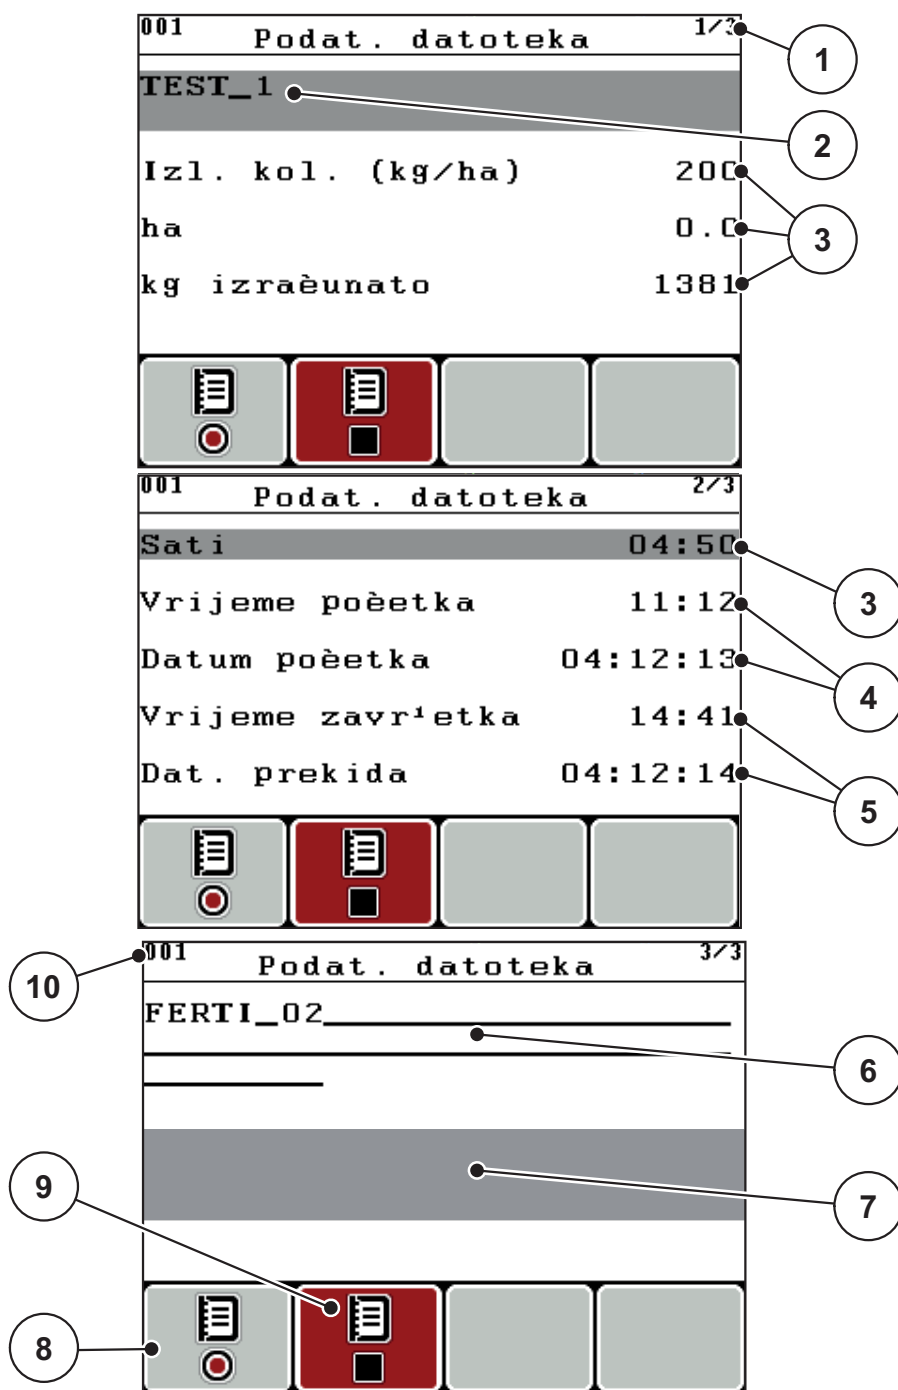 001 Podat. datoteka 1/3
1
TEST_1
2
Izl. kol. (kg/ha) 200
ha 0.0
3
kg izraèunato 1381
001 Podat. datoteka 2/3
Sati 04:50
3
Vrijeme poèetka 11:12
Datum poèetka 04:12:13
4
Vrijeme zavr¹etka 14:41
Dat. prekida 04:12:14
5
001 Podat. datoteka 3/3
10
FERTI_02
6
9
7
8